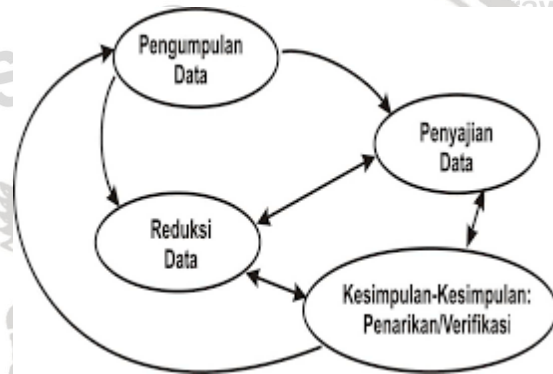 Pengumpulan
Data
Penyajian
Data
Reduksi
Data
Kesimpulan-Kesimpulan:
Penarikan/Verifikasi